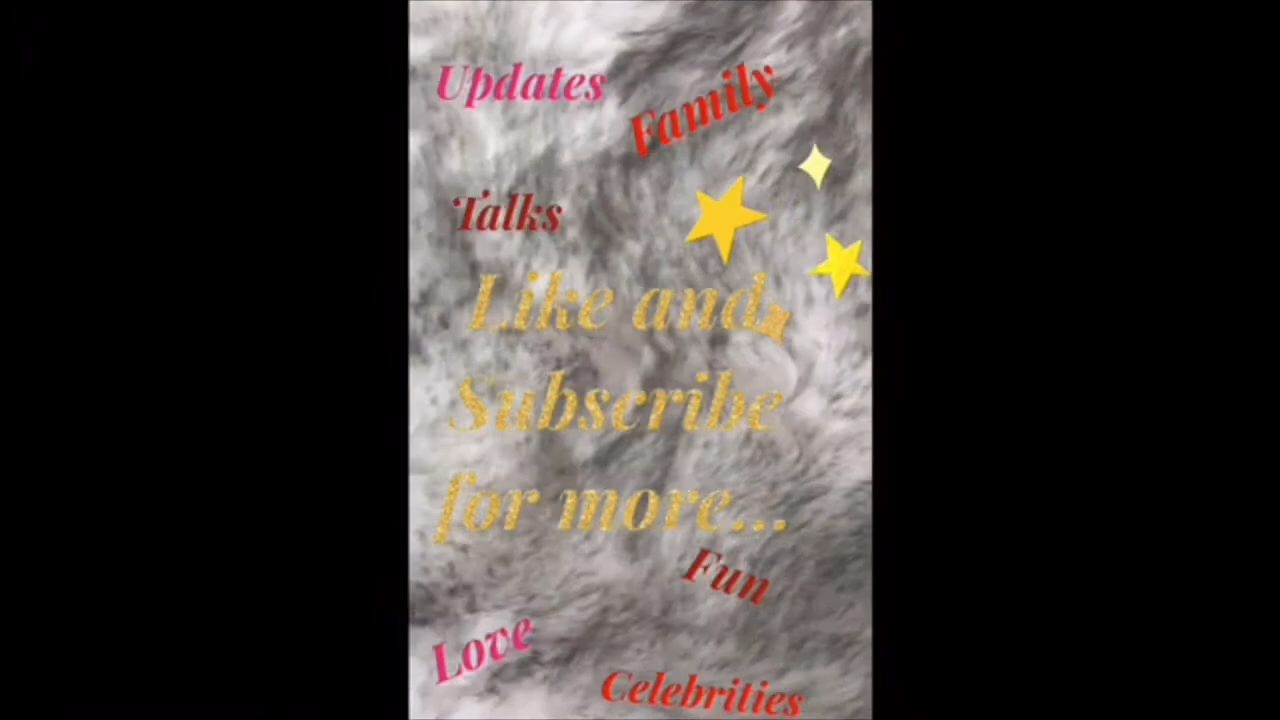 Updates
Family
Talks
Like and
Subscribe
for more...
Fun
Love
Celebrities